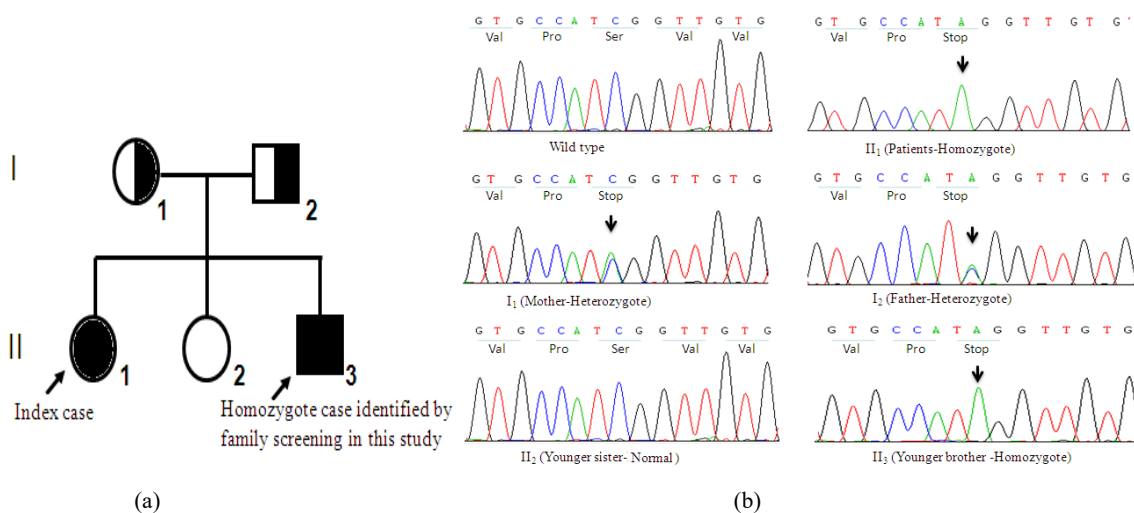 I
1
2
II
1
2
3
Index case
Homozygote case identified by
family screening in this study
(a)
G T G C C A T C G G T T G T G
Val Pro Ser Val Val
Wild type
G T G C C A T A G G T T G T G
Val Pro Stop
II1 (Patients-Homozygote)
G T G C C A T C G G T T G T G
Val Pro Stop
I1 (Mother-Heterozygote)
G T G C C A T A G G T T G T G
Val Pro Stop
I2 (Father-Heterozygote)
G T G C C A T C G G T T G T G
Val Pro Ser Val Val
II2 (Younger sister- Normal )
G T G C C A T A G G T T G T G
Val Pro Stop
II3 (Younger brother -Homozygote)
(b)